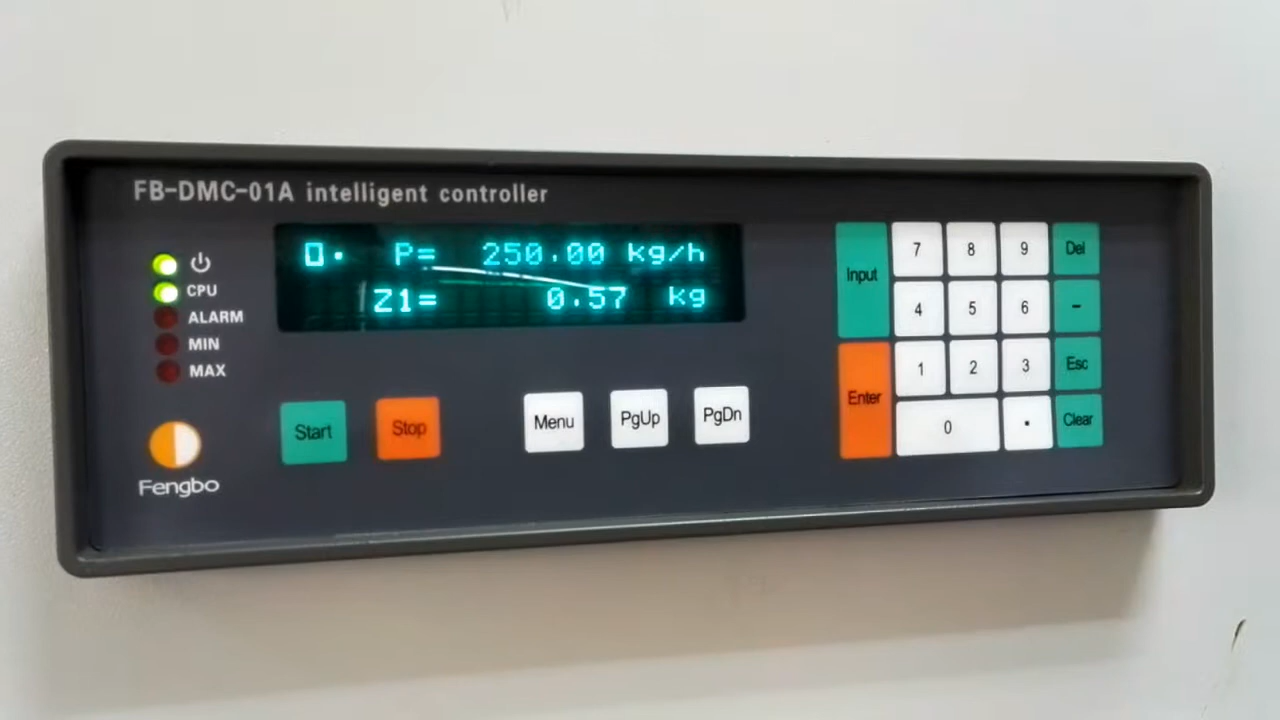 FB-DMC-01A intelligent controller
0. P= 250.00 kg/h
Z1= 0.57 kg
CPU
ALARM
MIN
MAX
Fengbo
Start Stop Menu PgUp PgDn
Input 7 8 9 Del
4 5 6 -
Enter 1 2 3 Esc
0 . Clear